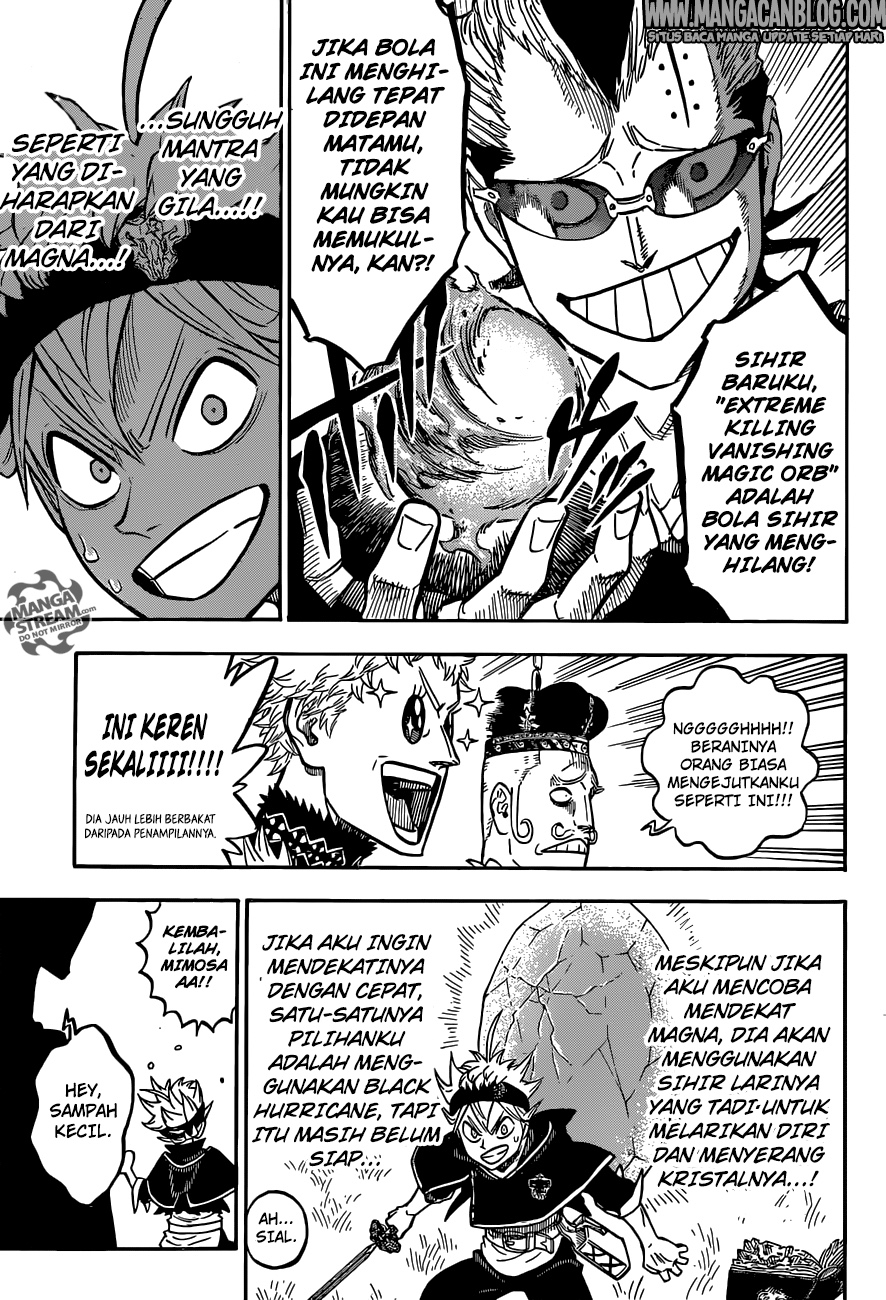 WWW.MANGACANBLOG.COM
SITUS BACA MANGA UPDATE SETIAP HARI
JIKA BOLA
INI MENGHI-
LANG TEPAT
DIDEPAN
MATAMU,
TIDAK
MUNGKIN
KAU BISA
MEMUKUL-
NYA, KAN?!
SIHIR
BARUKU,
"EXTREME
KILLING
VANISHING
MAGIC ORB"
ADALAH
BOLA SIHIR
YANG MENG-
HILANG!
...SUNGGUH
MANTRA
YANG
GILA...!!
SEPERTI
YANG DI-
HARAPKAN
DARI
MAGNA...!
MANGA
STREAM.com
DO NOT MIRROR
NGGGGGHHHH!!
BERANINYA
ORANG BIASA
MENGEJUTKANKU
SEPERTI INI!!!
INI KEREN
SEKALIIII!!!!
DIA JAUH LEBIH BERBAKAT
DARIPADA PENAMPILANNYA.
MESKIPUN JIKA
AKU MENCOBA
MENDEKAT
MAGNA, DIA AKAN
MENGGUNAKAN
SIHIR LARINYA
YANG TADI UNTUK
MELARIKAN DIRI
DAN MENYERANG
KRISTALNYA...!
JIKA AKU INGIN
MENDEKATINYA
DENGAN CEPAT,
SATU-SATUNYA
PILIHANKU
ADALAH MENG-
GUNAKAN BLACK
HURRICANE, TAPI
ITU MASIH BELUM
SIAP...
AH...
SIAL.
KEMBA-
LILAH,
MIMOSA
AA!!
HEY,
SAMPAH
KECIL.